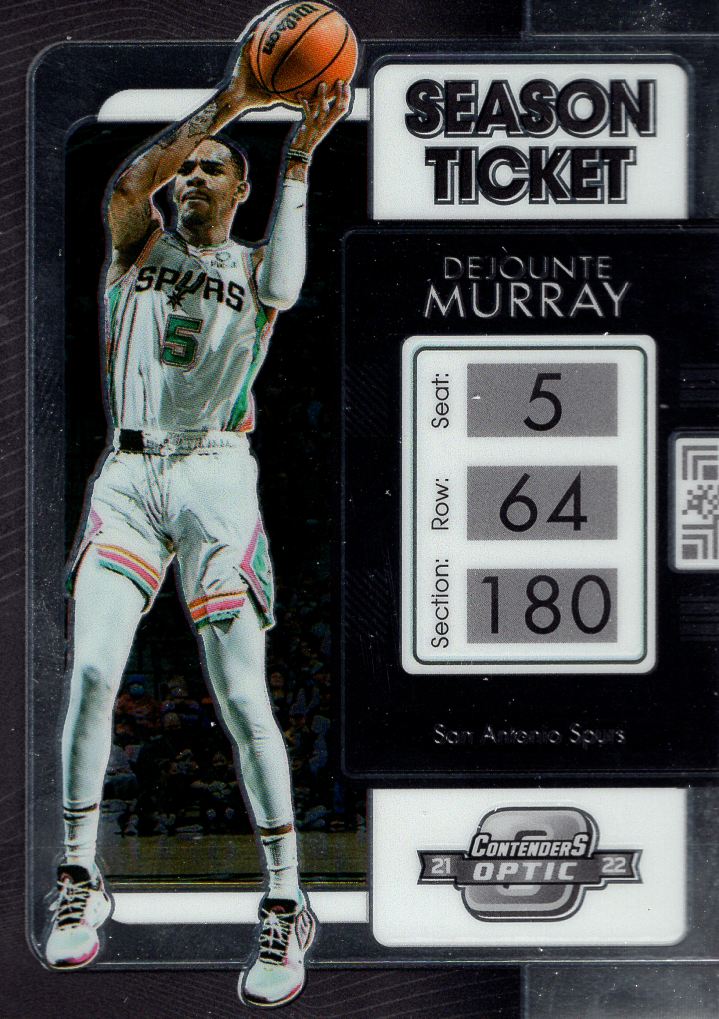 Wilson
SEASON
TICKET
DEJOUNTE
MURRAY
SPURS
5
Seat: 5
Row: 64
Section: 180
San Antonio Spurs
CONTENDERS
21 OPTIC 22